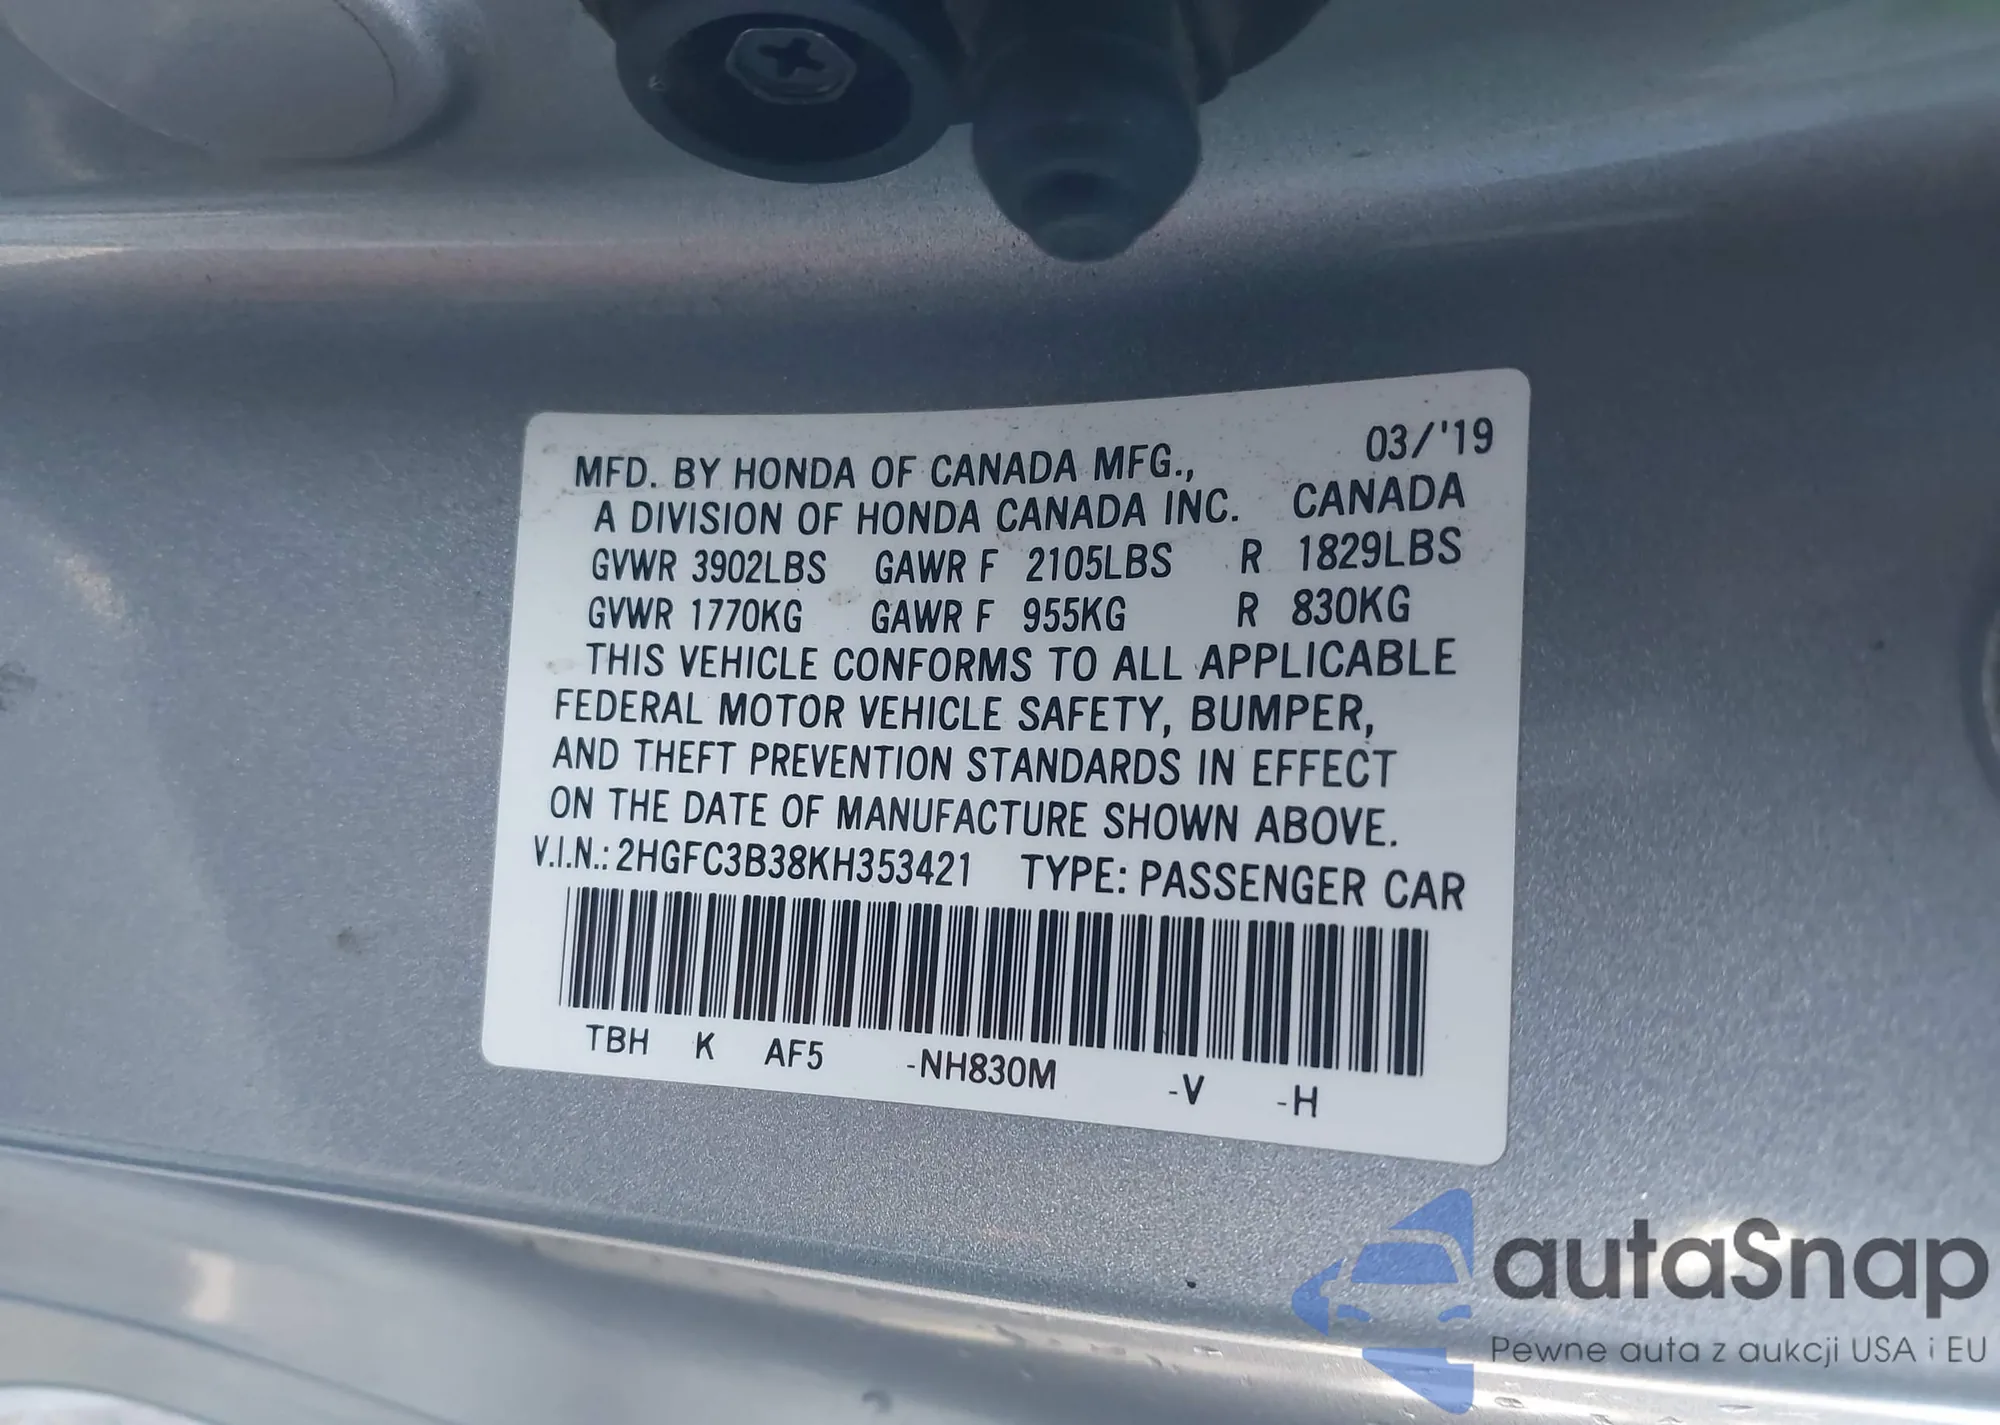 03/'19
MFD. BY HONDA OF CANADA MFG.,
A DIVISION OF HONDA CANADA INC. CANADA
GVWR 3902LBS GAWR F 2105LBS R 1829LBS
GVWR 1770KG GAWR F 955KG R 830KG
THIS VEHICLE CONFORMS TO ALL APPLICABLE
FEDERAL MOTOR VEHICLE SAFETY, BUMPER,
AND THEFT PREVENTION STANDARDS IN EFFECT
ON THE DATE OF MANUFACTURE SHOWN ABOVE.
V.I.N.: 2HGFC3B38KH353421 TYPE: PASSENGER CAR
TBH K AF5 -NH830M -V -H
autaSnap
Pewne auta z aukcji USA i EU